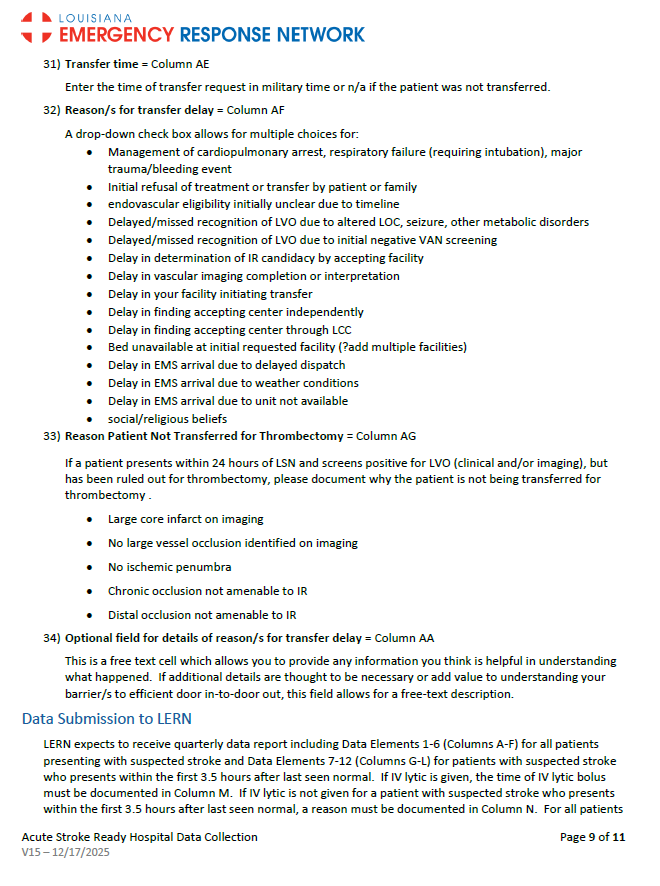 LOUISIANA
EMERGENCY RESPONSE NETWORK
31) Transfer time = Column AE
Enter the time of transfer request in military time or n/a if the patient was not transferred.
32) Reason/s for transfer delay = Column AF
A drop-down check box allows for multiple choices for:
• Management of cardiopulmonary arrest, respiratory failure (requiring intubation), major
trauma/bleeding event
• Initial refusal of treatment or transfer by patient or family
• endovascular eligibility initially unclear due to timeline
• Delayed/missed recognition of LVO due to altered LOC, seizure, other metabolic disorders
• Delayed/missed recognition of LVO due to initial negative VAN screening
• Delay in determination of IR candidacy by accepting facility
• Delay in vascular imaging completion or interpretation
• Delay in your facility initiating transfer
• Delay in finding accepting center independently
• Delay in finding accepting center through LCC
• Bed unavailable at initial requested facility (?add multiple facilities)
• Delay in EMS arrival due to delayed dispatch
• Delay in EMS arrival due to weather conditions
• Delay in EMS arrival due to unit not available
• social/religious beliefs
33) Reason Patient Not Transferred for Thrombectomy = Column AG
If a patient presents within 24 hours of LSN and screens positive for LVO (clinical and/or imaging), but
has been ruled out for thrombectomy, please document why the patient is not being transferred for
thrombectomy .
• Large core infarct on imaging
• No large vessel occlusion identified on imaging
• No ischemic penumbra
• Chronic occlusion not amenable to IR
• Distal occlusion not amenable to IR
34) Optional field for details of reason/s for transfer delay = Column AA
This is a free text cell which allows you to provide any information you think is helpful in understanding
what happened.  If additional details are thought to be necessary or add value to understanding your
barrier/s to efficient door in-to-door out, this field allows for a free-text description.
Data Submission to LERN
LERN expects to receive quarterly data report including Data Elements 1-6 (Columns A-F) for all patients
presenting with suspected stroke and Data Elements 7-12 (Columns G-L) for patients with suspected stroke
who presents within the first 3.5 hours after last seen normal.  If IV lytic is given, the time of IV lytic bolus
must be documented in Column M.  If IV lytic is not given for a patient with suspected stroke who presents
within the first 3.5 hours after last seen normal, a reason must be documented in Column N.  For all patients
Acute Stroke Ready Hospital Data Collection Page 9 of 11
V15 – 12/17/2025